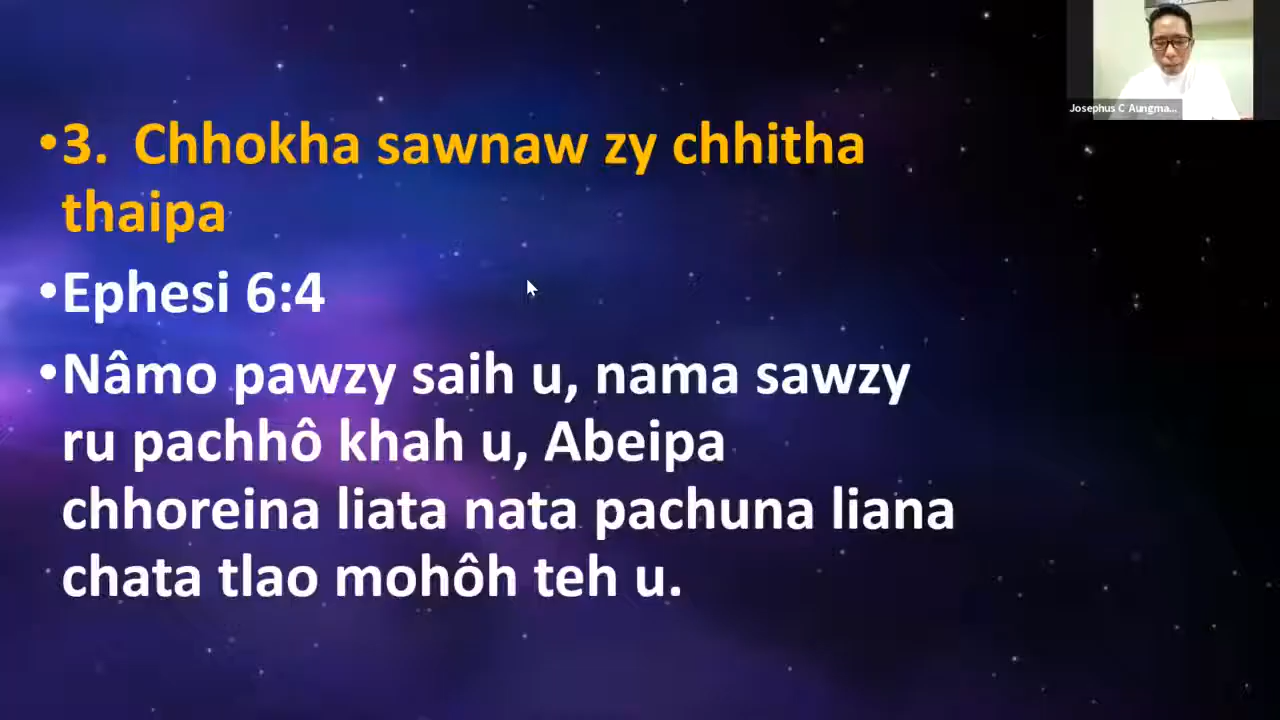 Josephus C Aungma...
•3. Chhokha sawnaw zy chhitha
thaipa
•Ephesi 6:4
•Nâmo pawzy saih u, nama sawzy
ru pachhô khah u, Abeipa
chhoreina liata nata pachuna liana
chata tlao mohôh teh u.